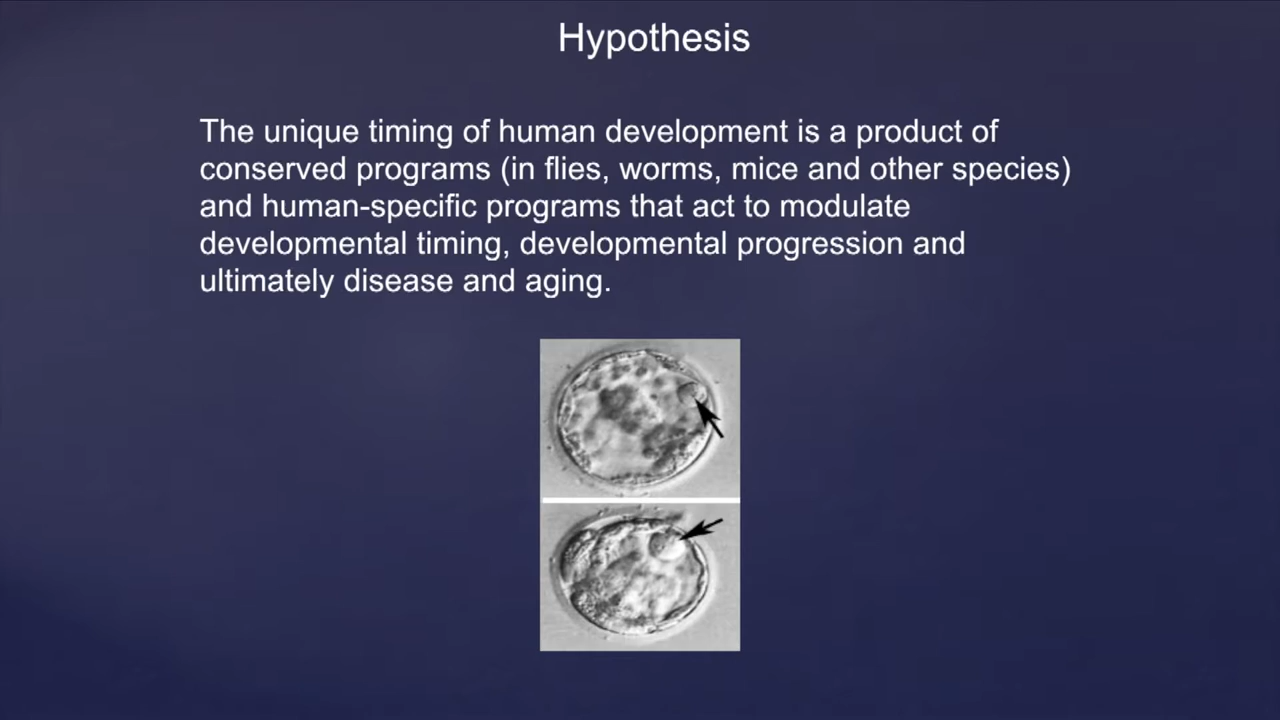 Hypothesis
The unique timing of human development is a product of
conserved programs (in flies, worms, mice and other species)
and human-specific programs that act to modulate
developmental timing, developmental progression and
ultimately disease and aging.